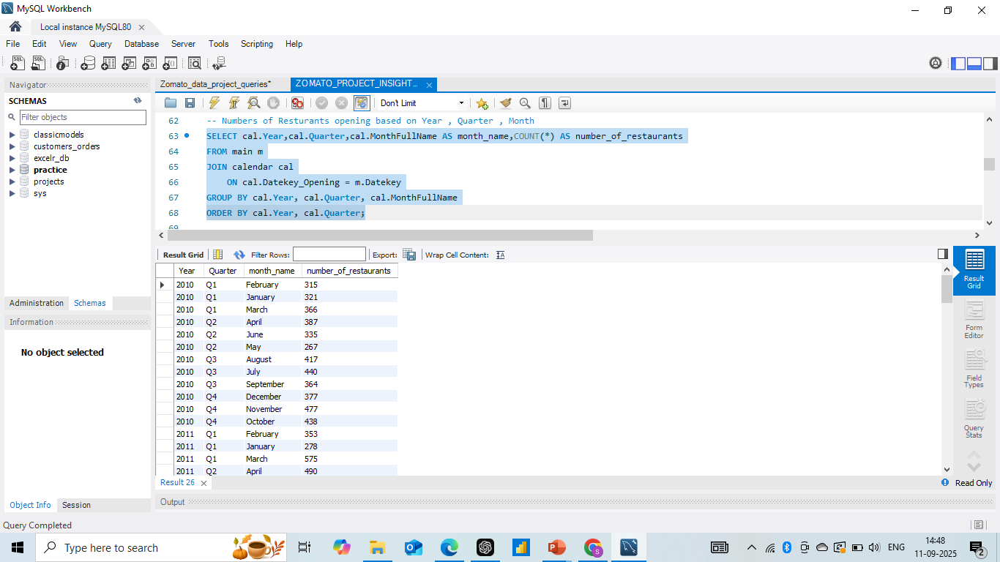 MySQL Workbench
Local instance MySQL80
File Edit View Query Database Server Tools Scripting Help
Navigator
SCHEMAS
Filter objects
classicmodels
customers_orders
excelr_db
practice
projects
sys
Administration Schemas
Information
No object selected
Object Info Session
Zomato_data_project_queries*
ZOMATO_PROJECT_INSIGHT...
Don't Limit
62 -- Numbers of Resturants opening based on Year , Quarter , Month
63 SELECT cal.Year,cal.Quarter,cal.MonthFullName AS month_name,COUNT(*) AS number_of_restaurants
64 FROM main m
65 JOIN calendar cal
66 ON cal.Datekey_Opening = m.Datekey
67 GROUP BY cal.Year, cal.Quarter, cal.MonthFullName
68 ORDER BY cal.Year, cal.Quarter;
69
Result Grid Filter Rows: Export: Wrap Cell Content:
Year Quarter month_name number_of_restaurants
2010 Q1 February 315
2010 Q1 January 321
2010 Q1 March 366
2010 Q2 April 387
2010 Q2 June 335
2010 Q2 May 267
2010 Q3 August 417
2010 Q3 July 440
2010 Q3 September 364
2010 Q4 December 377
2010 Q4 November 477
2010 Q4 October 438
2011 Q1 February 353
2011 Q1 January 278
2011 Q1 March 575
2011 Q2 April 490
Result
Grid
Form
Editor
Field
Types
Query
Stats
Result 26
Read Only
Output
Query Completed
Type here to search
ENG
14:48
11-09-2025
2